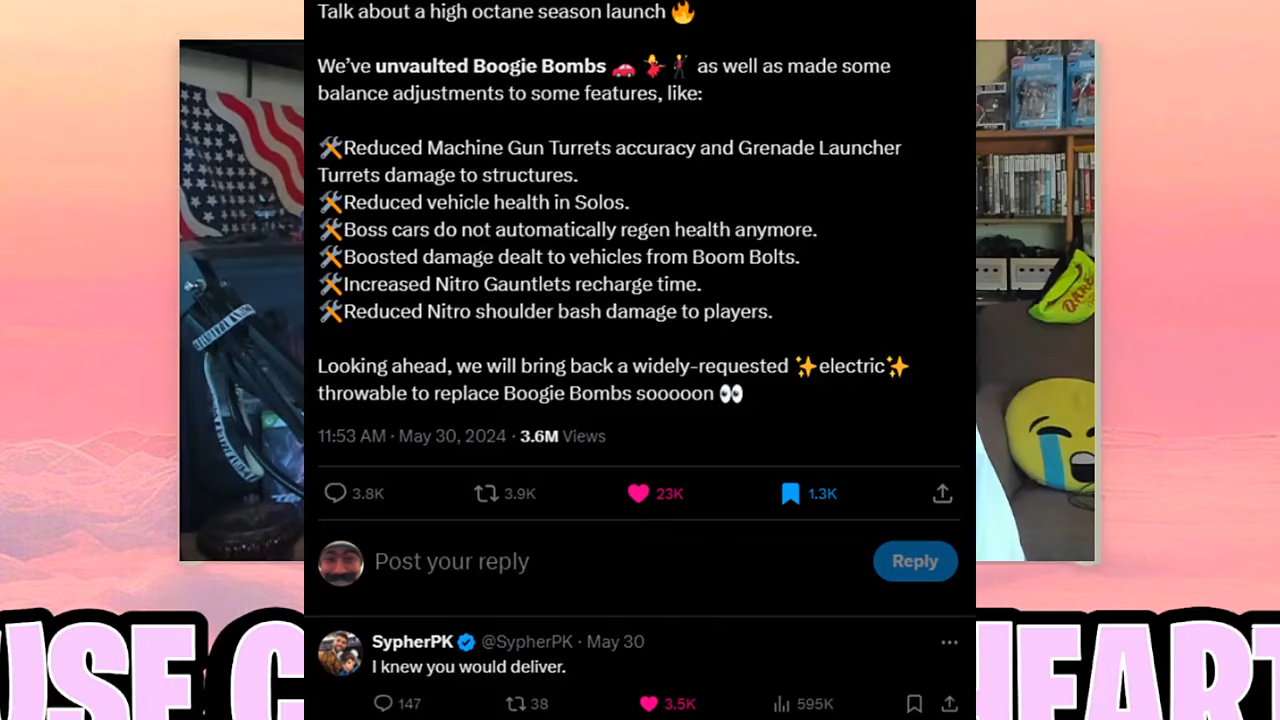 Talk about a high octane season launch 🔥
We’ve unvaulted Boogie Bombs 🚗 💃 🕺 as well as made some
balance adjustments to some features, like:
🛠️Reduced Machine Gun Turrets accuracy and Grenade Launcher
Turrets damage to structures.
🛠️Reduced vehicle health in Solos.
🛠️Boss cars do not automatically regen health anymore.
🛠️Boosted damage dealt to vehicles from Boom Bolts.
🛠️Increased Nitro Gauntlets recharge time.
🛠️Reduced Nitro shoulder bash damage to players.
Looking ahead, we will bring back a widely-requested ✨electric✨
throwable to replace Boogie Bombs sooooon 👀
11:53 AM · May 30, 2024 · 3.6M Views
3.8K 3.9K 23K 1.3K
Post your reply Reply
SypherPK @SypherPK · May 30
I knew you would deliver.
147 38 3.5K 595K
USE C HEART